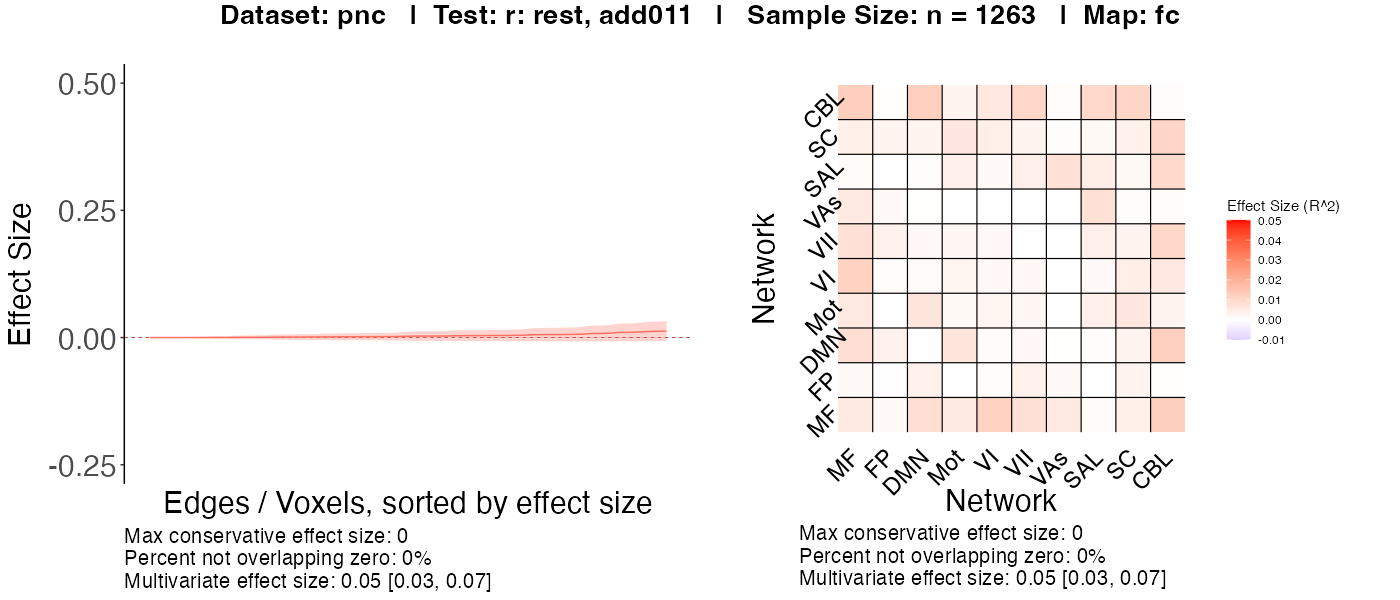 Dataset: pnc | Test: r: rest, add011 | Sample Size: n = 1263 | Map: fc
Effect Size
0.50
0.25
0.00
-0.25
Edges / Voxels, sorted by effect size
Max conservative effect size: 0
Percent not overlapping zero: 0%
Multivariate effect size: 0.05 [0.03, 0.07]
Network
CBL
SC
SAL
VAs
VII
VI
Mot
DMN
FP
MF
MF
FP
DMN
Mot
VI
VII
VAs
SAL
SC
CBL
Network
Max conservative effect size: 0
Percent not overlapping zero: 0%
Multivariate effect size: 0.05 [0.03, 0.07]
Effect Size (R^2)
0.05
0.04
0.03
0.02
0.01
0.00
-0.01